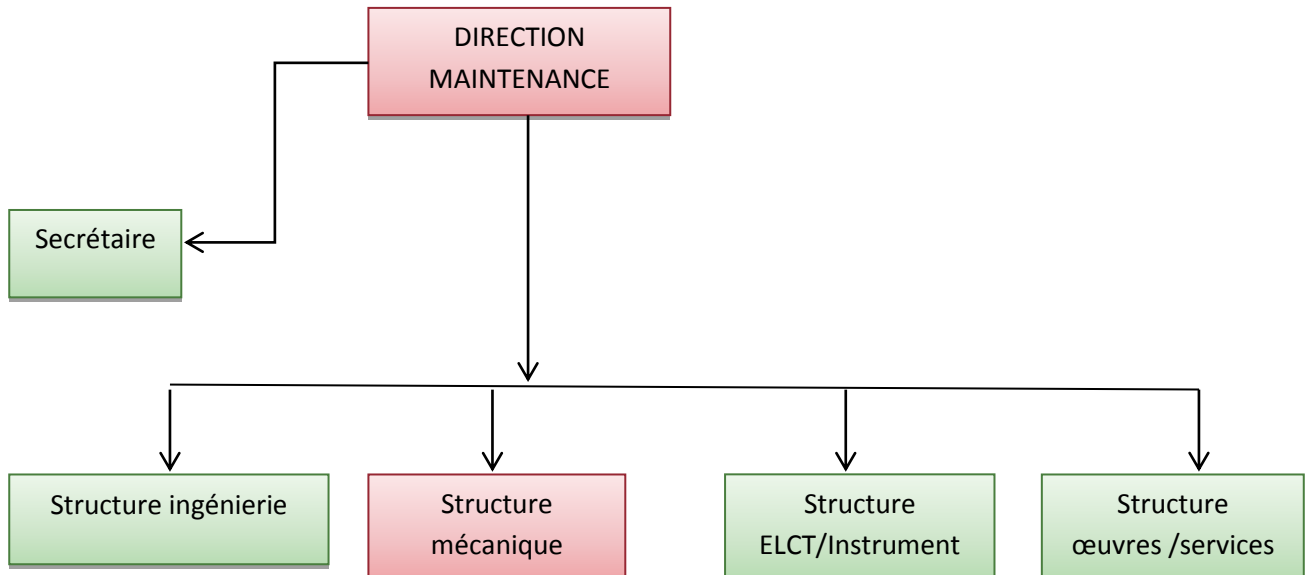 DIRECTION
MAINTENANCE
Secrétaire
Structure ingénierie
Structure
mécanique
Structure
ELCT/Instrument
Structure
œuvres /services